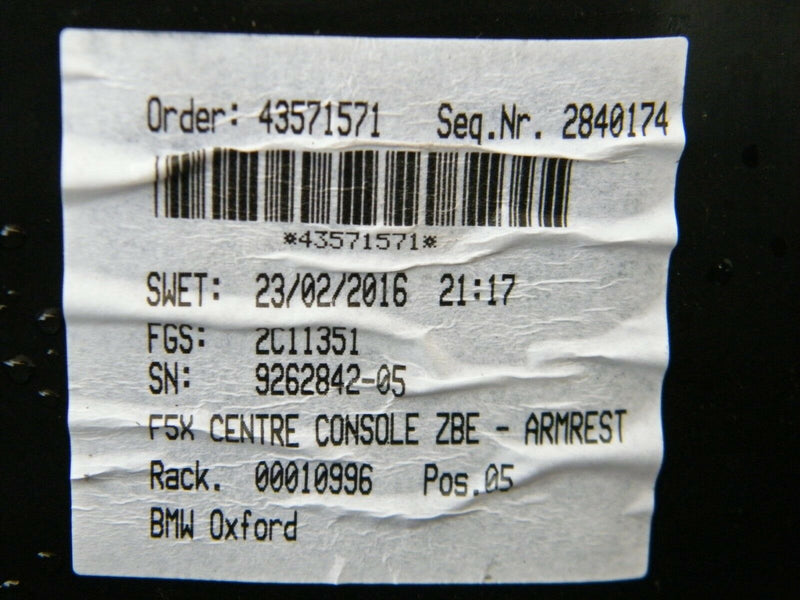 Order: 43571571 Seq.Nr. 2840174
*43571571*
SWET: 23/02/2016 21:17
FGS: 2C11351
SN: 9262842-05
F5X CENTRE CONSOLE ZBE - ARMREST
Rack. 00010996 Pos.05
BMW Oxford